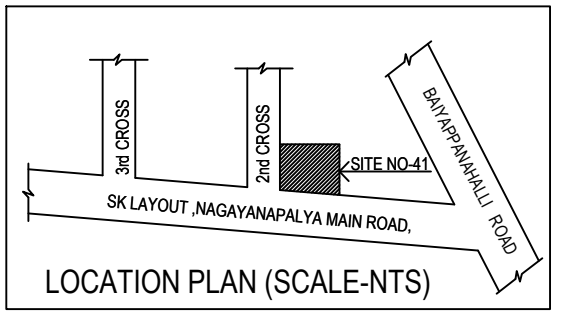 3rd CROSS
2nd CROSS
SITE NO-41
BAIYAPPANAHALLI ROAD
SK LAYOUT ,NAGAYANAPALYA MAIN ROAD,
LOCATION PLAN (SCALE-NTS)